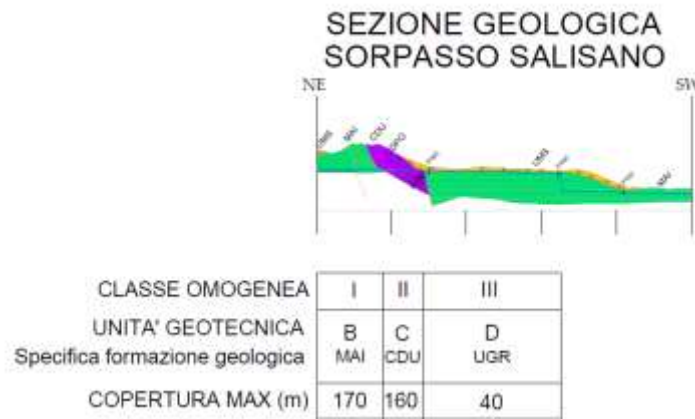 SEZIONE GEOLOGICA
SORPASSO SALISANO
NE SW
MAI CDU UMS MAI
CLASSE OMOGENEA I II III
UNITA' GEOTECNICA B C D
Specifica formazione geologica MAI CDU UGR
COPERTURA MAX (m) 170 160 40